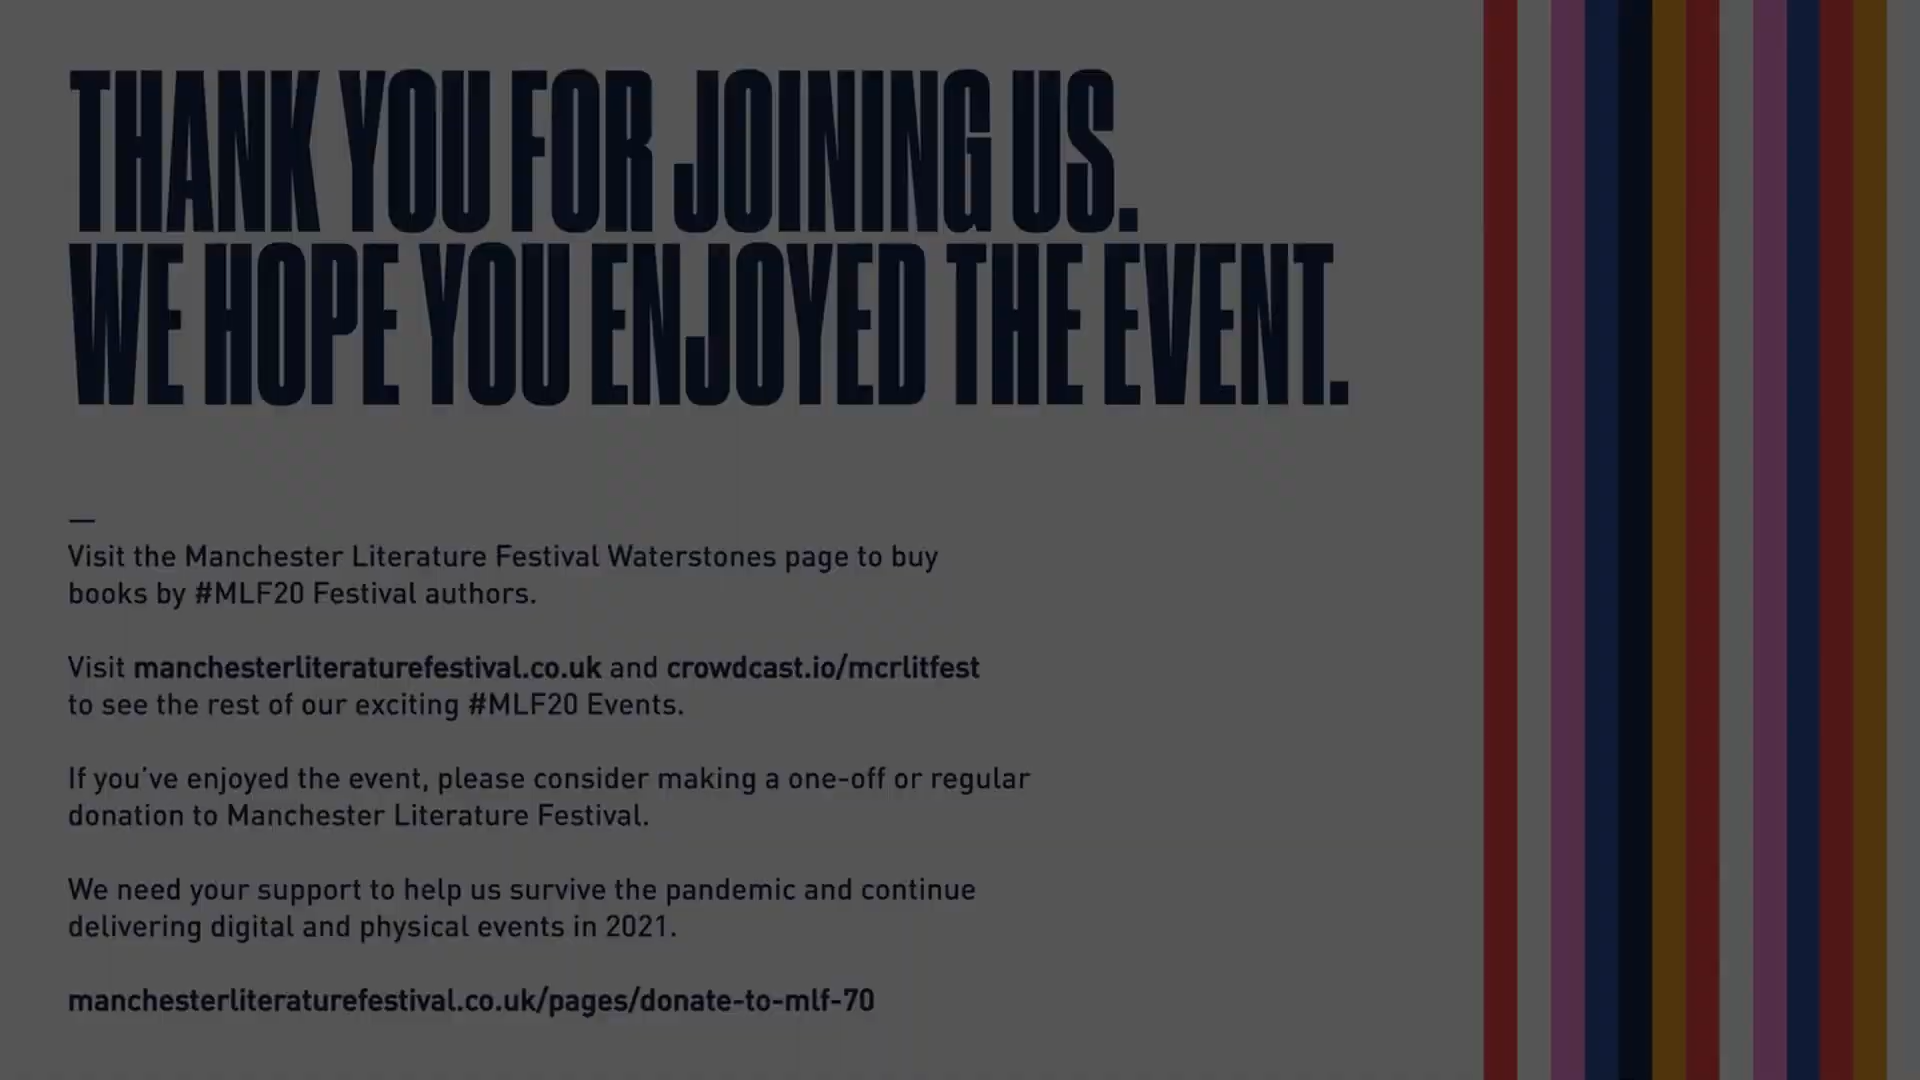 THANK YOU FOR JOINING US.
WE HOPE YOU ENJOYED THE EVENT.
—
Visit the Manchester Literature Festival Waterstones page to buy
books by #MLF20 Festival authors.
Visit manchesterliteraturefestival.co.uk and crowdcast.io/mcrlitfest
to see the rest of our exciting #MLF20 Events.
If you've enjoyed the event, please consider making a one-off or regular
donation to Manchester Literature Festival.
We need your support to help us survive the pandemic and continue
delivering digital and physical events in 2021.
manchesterliteraturefestival.co.uk/pages/donate-to-mlf-70